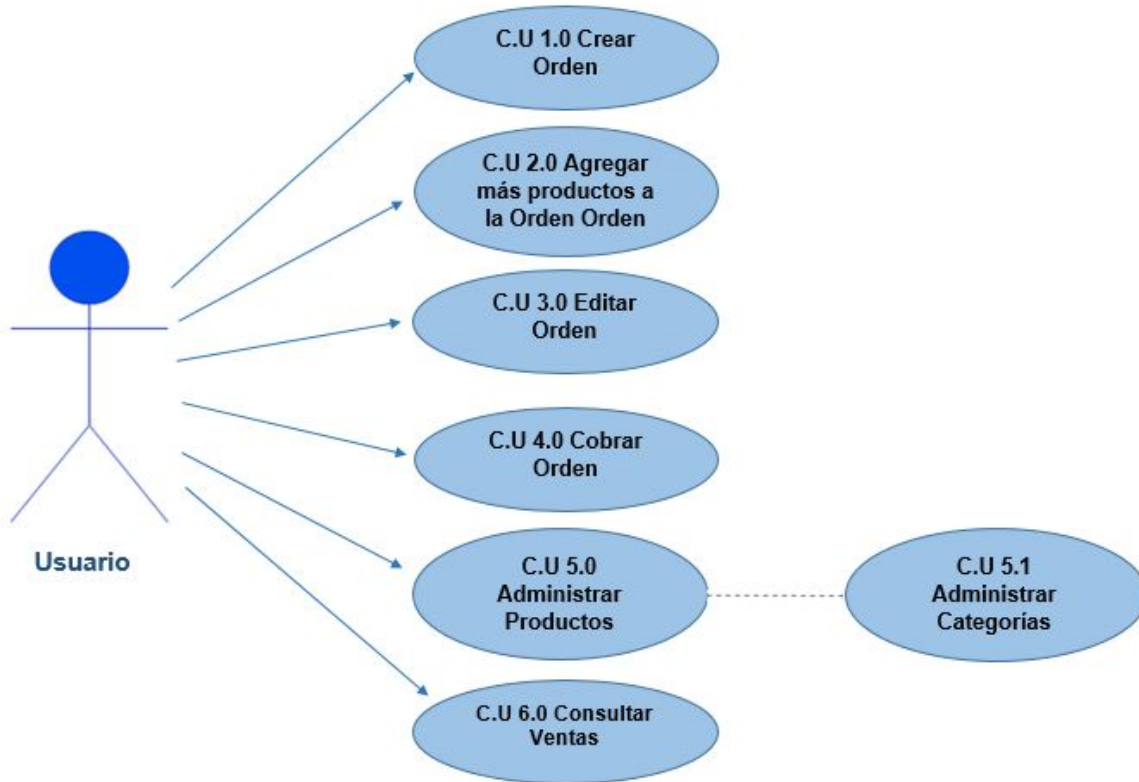 C.U 1.0 Crear
Orden
C.U 2.0 Agregar
más productos a
la Orden Orden
C.U 3.0 Editar
Orden
C.U 4.0 Cobrar
Orden
Usuario
C.U 5.0
Administrar
Productos
C.U 5.1
Administrar
Categorías
C.U 6.0 Consultar
Ventas